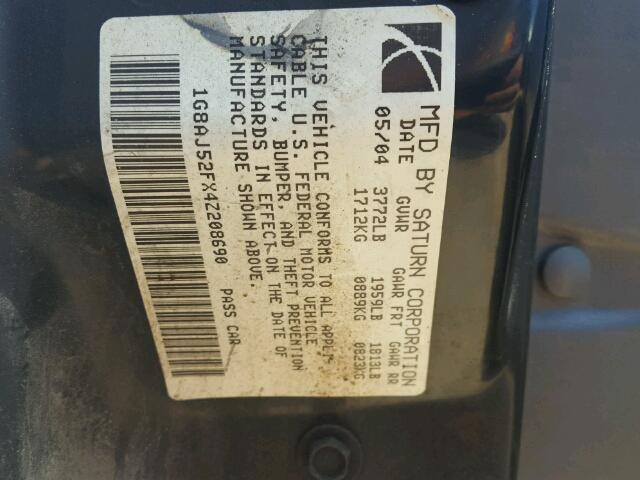 MFD BY SATURN CORPORATION
DATE GVWR GAWR FRT GAWR RR
05/04 3772LB 1959LB 1813LB
1712KG 0889KG 0823KG
THIS VEHICLE CONFORMS TO ALL APPLI-
CABLE U.S. FEDERAL MOTOR VEHICLE
SAFETY, BUMPER, AND THEFT PREVENTION
STANDARDS IN EFFECT ON THE DATE OF
MANUFACTURE SHOWN ABOVE.
1G8AJ52FX4Z208690 PASS CAR